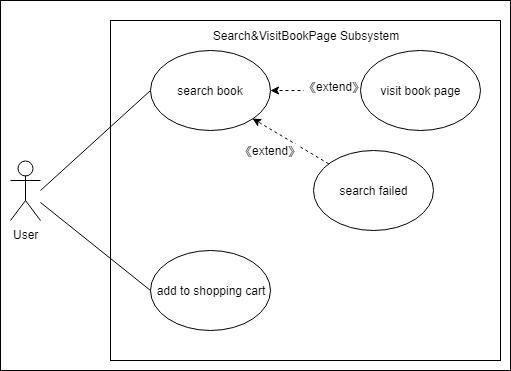 Search&VisitBookPage Subsystem
search book
《extend》
visit book page
《extend》
search failed
User
add to shopping cart